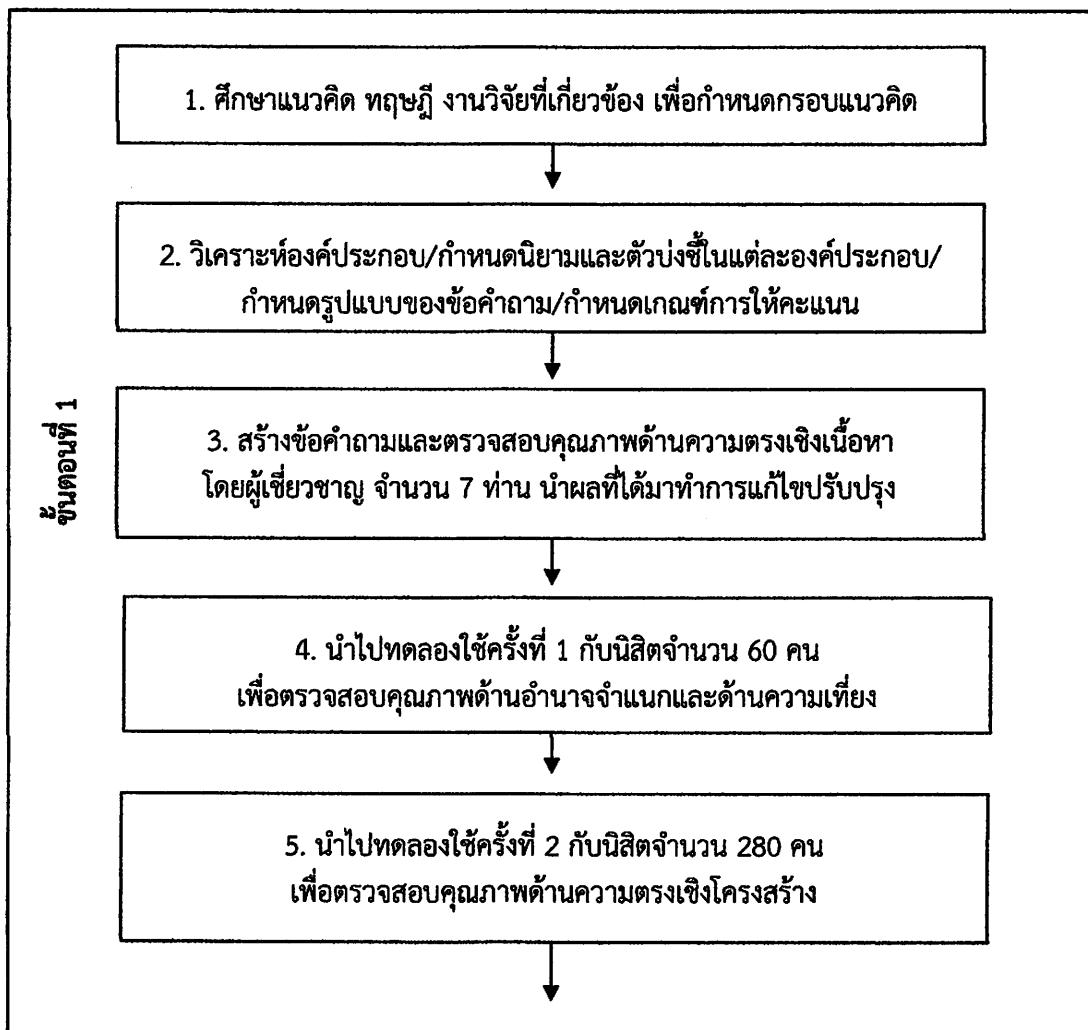 1. ศึกษาแนวคิด ทฤษฎี งานวิจัยที่เกี่ยวข้อง เพื่อกำหนดกรอบแนวคิด
2. วิเคราะห์องค์ประกอบ/กำหนดนิยามและตัวบ่งชี้ในแต่ละองค์ประกอบ/
กำหนดรูปแบบของข้อคำถาม/กำหนดเกณฑ์การให้คะแนน
ขั้นตอนที่ 1
3. สร้างข้อคำถามและตรวจสอบคุณภาพด้านความตรงเชิงเนื้อหา
โดยผู้เชี่ยวชาญ จำนวน 7 ท่าน นำผลที่ได้มาทำการแก้ไขปรับปรุง
4. นำไปทดลองใช้ครั้งที่ 1 กับนิสิตจำนวน 60 คน
เพื่อตรวจสอบคุณภาพด้านอำนาจจำแนกและด้านความเที่ยง
5. นำไปทดลองใช้ครั้งที่ 2 กับนิสิตจำนวน 280 คน
เพื่อตรวจสอบคุณภาพด้านความตรงเชิงโครงสร้าง